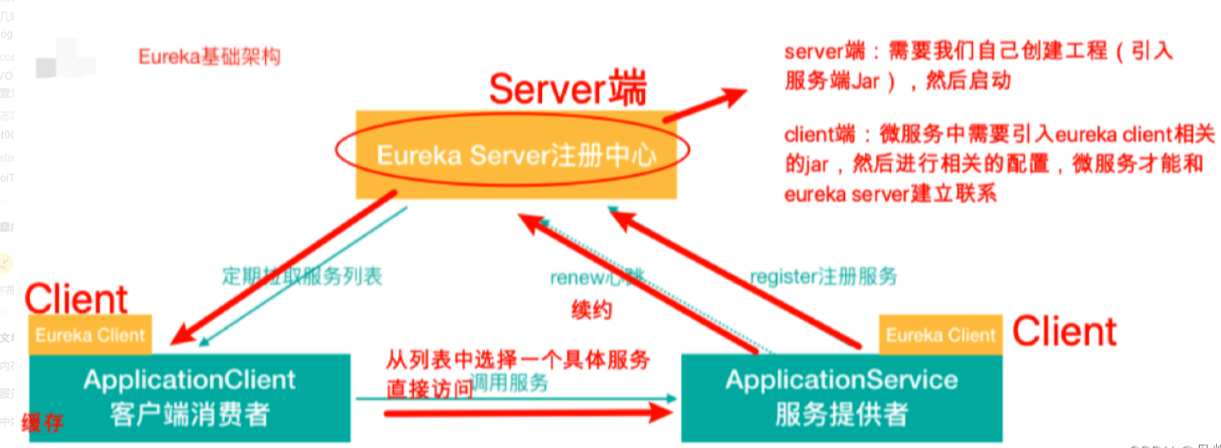 Eureka基础架构
Server端
server端：需要我们自己创建工程（引入
服务端Jar），然后启动
client端：微服务中需要引入eureka client相关
的jar，然后进行相关的配置，微服务才能和
eureka server建立联系
Eureka Server注册中心
定期拉取服务列表
renew心跳
续约
register注册服务
Client
Eureka Client
ApplicationClient
客户端消费者
缓存
从列表中选择一个具体服务
直接访问
调用服务
Eureka Client
Client
ApplicationService
服务提供者